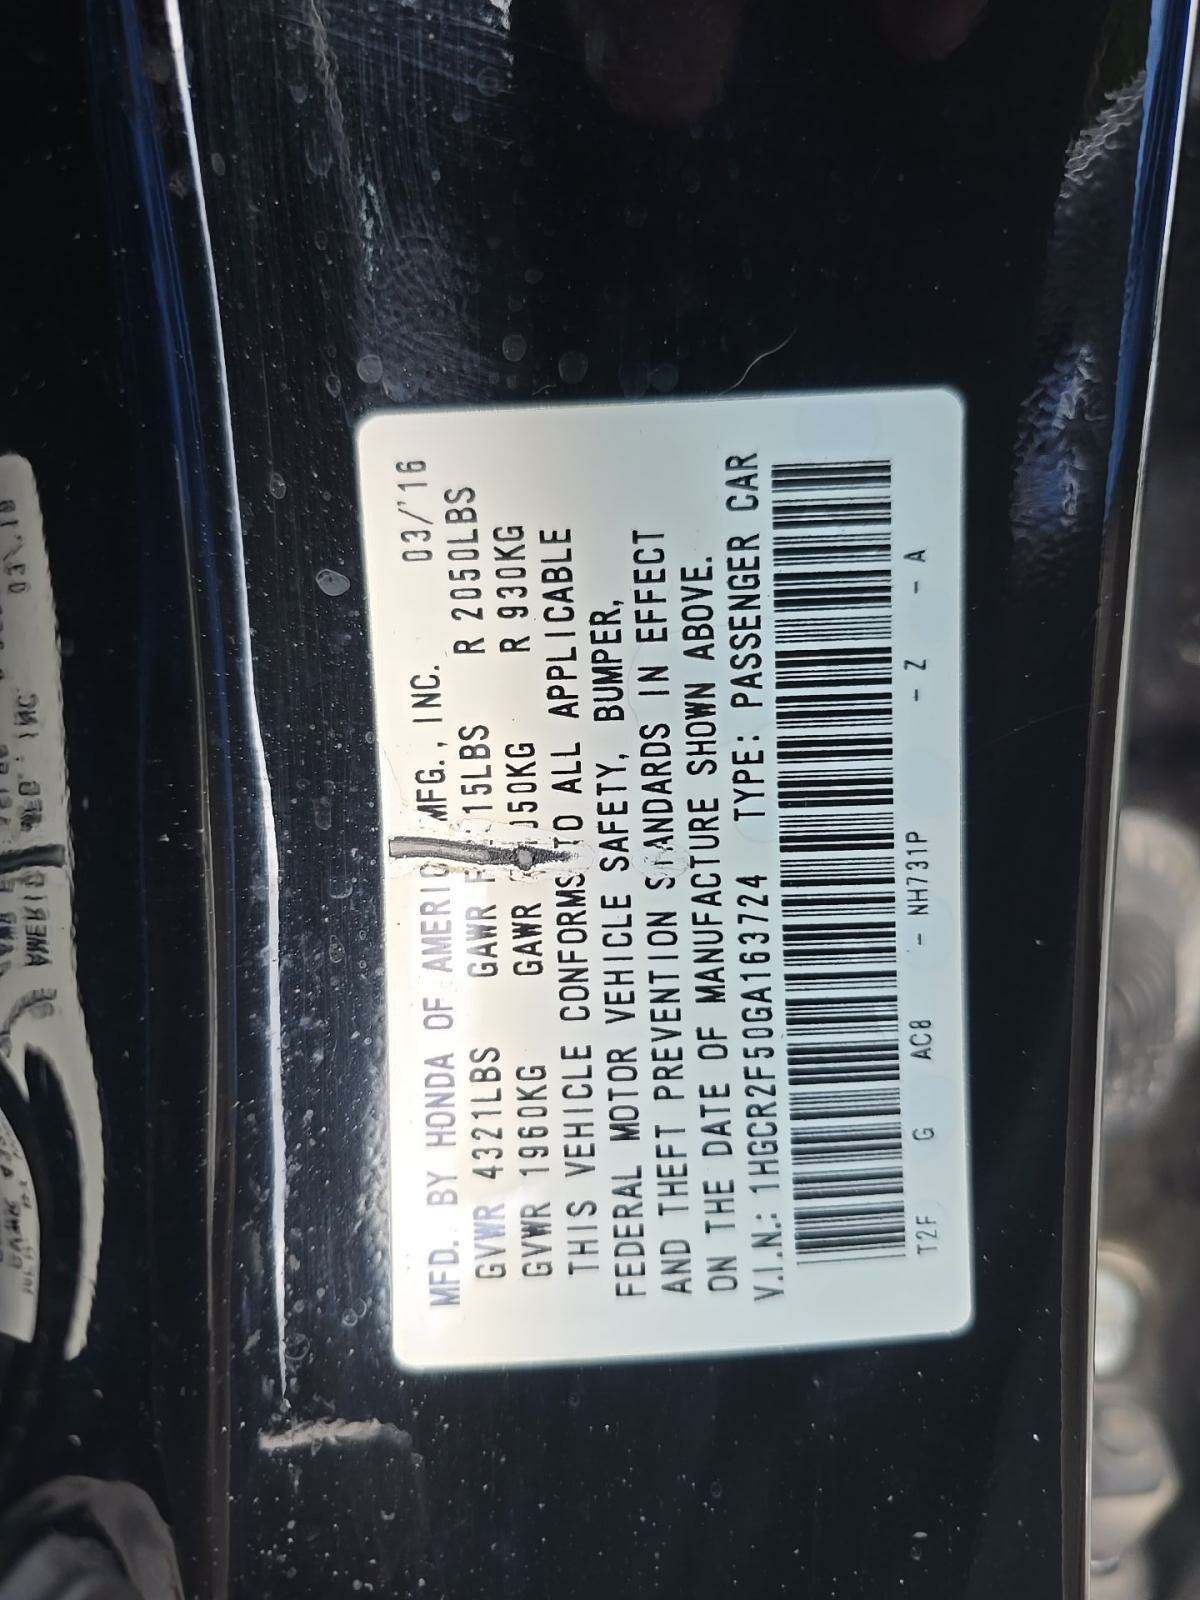 MFD. BY HONDA OF AMERICA MFG., INC. 03/'16
GVWR 4321LBS GAWR F 15LBS R 2050LBS
GVWR 1960KG GAWR 50KG R 930KG
THIS VEHICLE CONFORMS TO ALL APPLICABLE
FEDERAL MOTOR VEHICLE SAFETY, BUMPER,
AND THEFT PREVENTION STANDARDS IN EFFECT
ON THE DATE OF MANUFACTURE SHOWN ABOVE.
V.I.N.: 1HGCR2F50GA163724 TYPE: PASSENGER CAR
T2F G AC8 - NH731P - Z - A